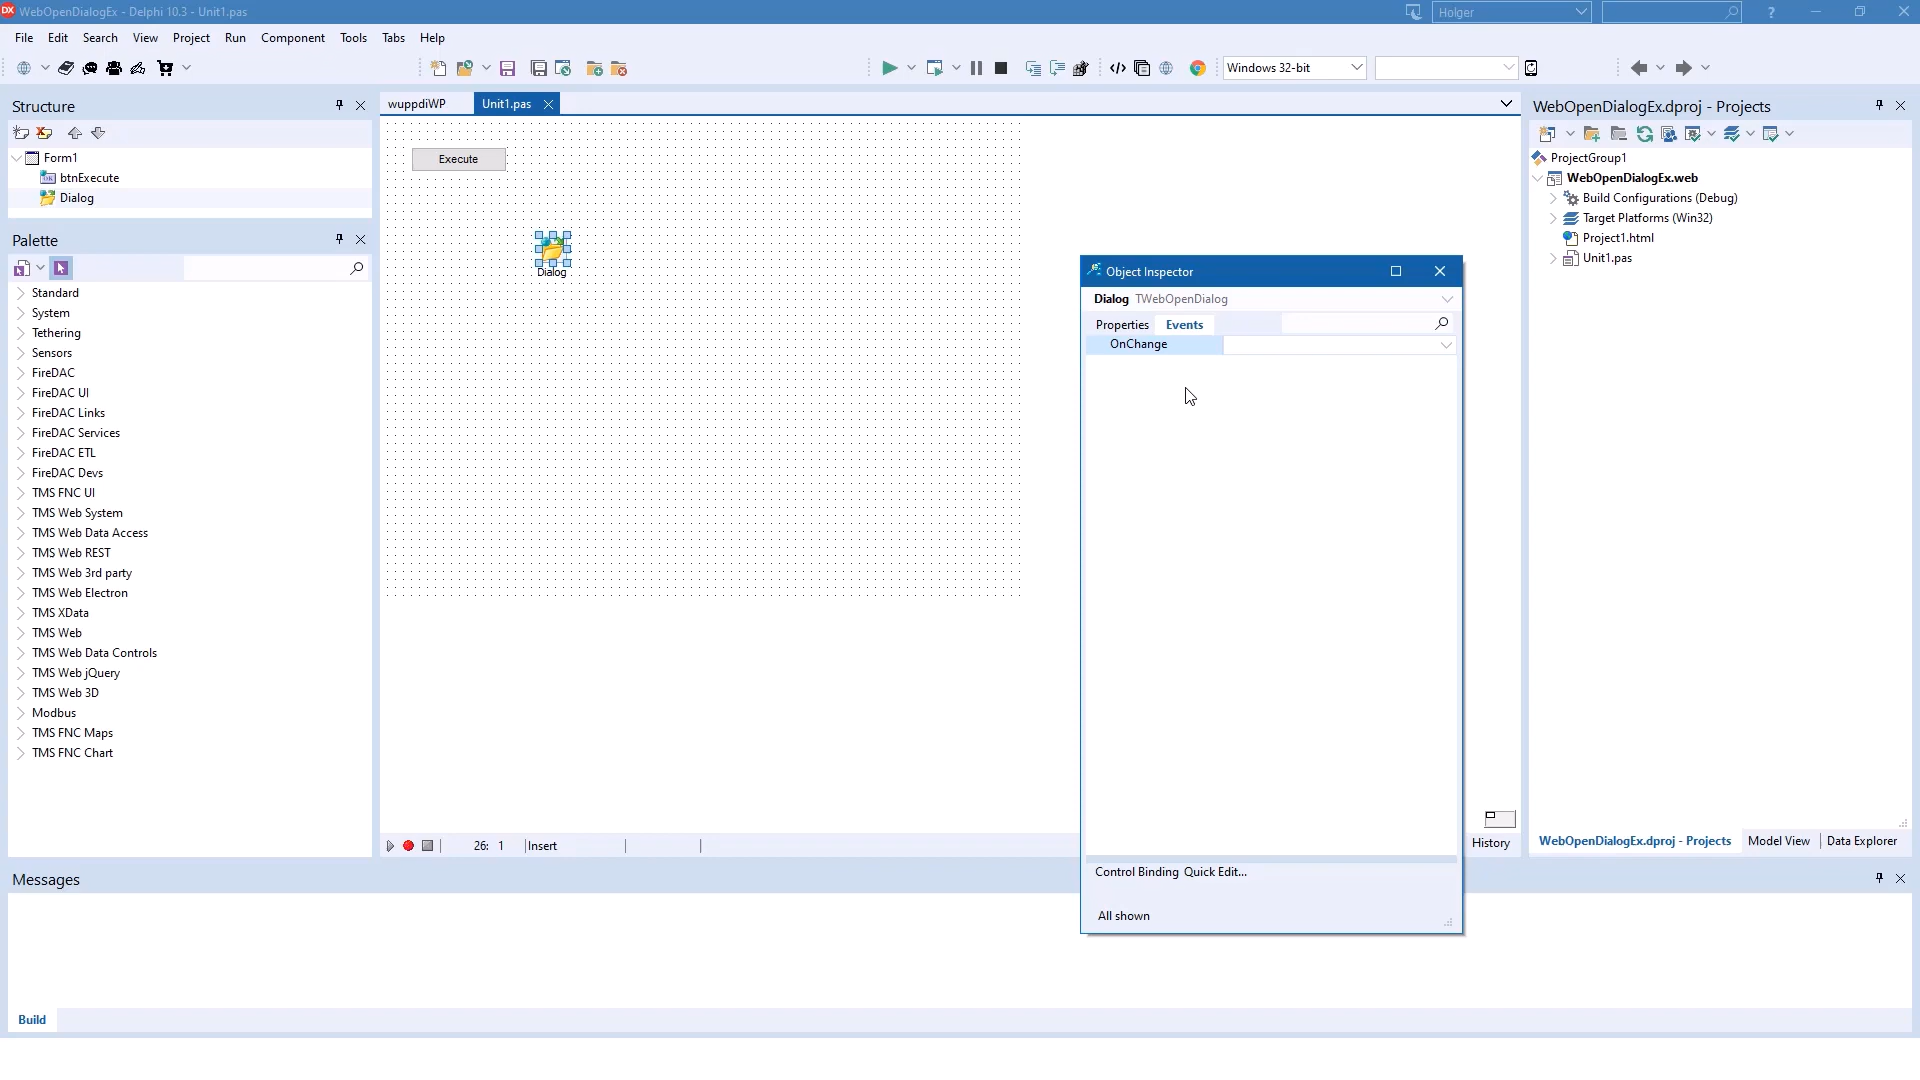 DX WebOpenDialogEx - Delphi 10.3 - Unit1.pas
Holger
?
File Edit Search View Project Run Component Tools Tabs Help
Windows 32-bit
Structure
Form1
btnExecute
Dialog
Palette
Standard
System
Tethering
Sensors
FireDAC
FireDAC UI
FireDAC Links
FireDAC Services
FireDAC ETL
FireDAC Devs
TMS FNC UI
TMS Web System
TMS Web Data Access
TMS Web REST
TMS Web 3rd party
TMS Web Electron
TMS XData
TMS Web
TMS Web Data Controls
TMS Web jQuery
TMS Web 3D
Modbus
TMS FNC Maps
TMS FNC Chart
wuppdiWP Unit1.pas
Execute
Dialog
26: 1 Insert
History
Object Inspector
Dialog TWebOpenDialog
Properties Events
OnChange
Control Binding Quick Edit...
All shown
WebOpenDialogEx.dproj - Projects
ProjectGroup1
WebOpenDialogEx.web
Build Configurations (Debug)
Target Platforms (Win32)
Project1.html
Unit1.pas
WebOpenDialogEx.dproj - Projects Model View Data Explorer
Messages
Build